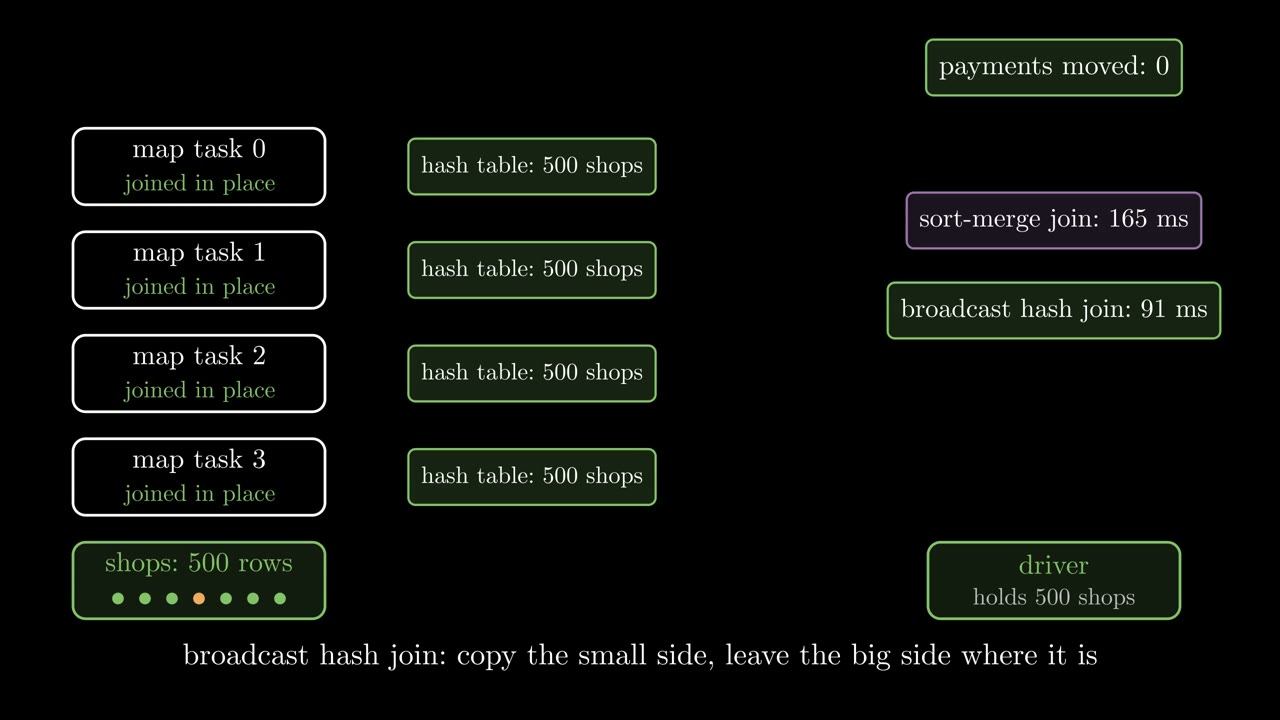 payments moved: 0
map task 0
joined in place
hash table: 500 shops
sort-merge join: 165 ms
map task 1
joined in place
hash table: 500 shops
broadcast hash join: 91 ms
map task 2
joined in place
hash table: 500 shops
map task 3
joined in place
hash table: 500 shops
shops: 500 rows
driver
holds 500 shops
broadcast hash join: copy the small side, leave the big side where it is